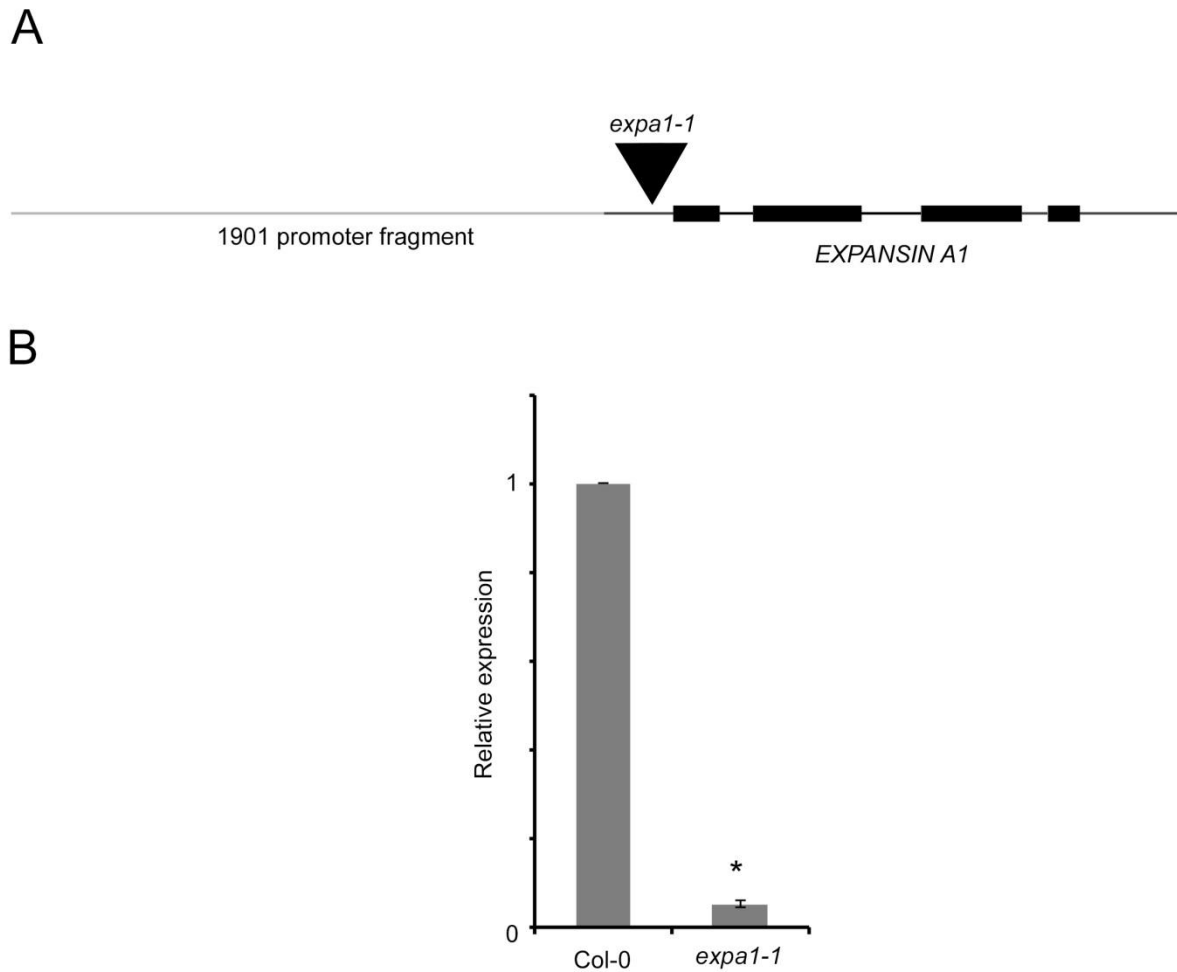 A
expa1-1
1901 promoter fragment
EXPANSIN A1
B
1
Relative expression
*
0
Col-0
expa1-1